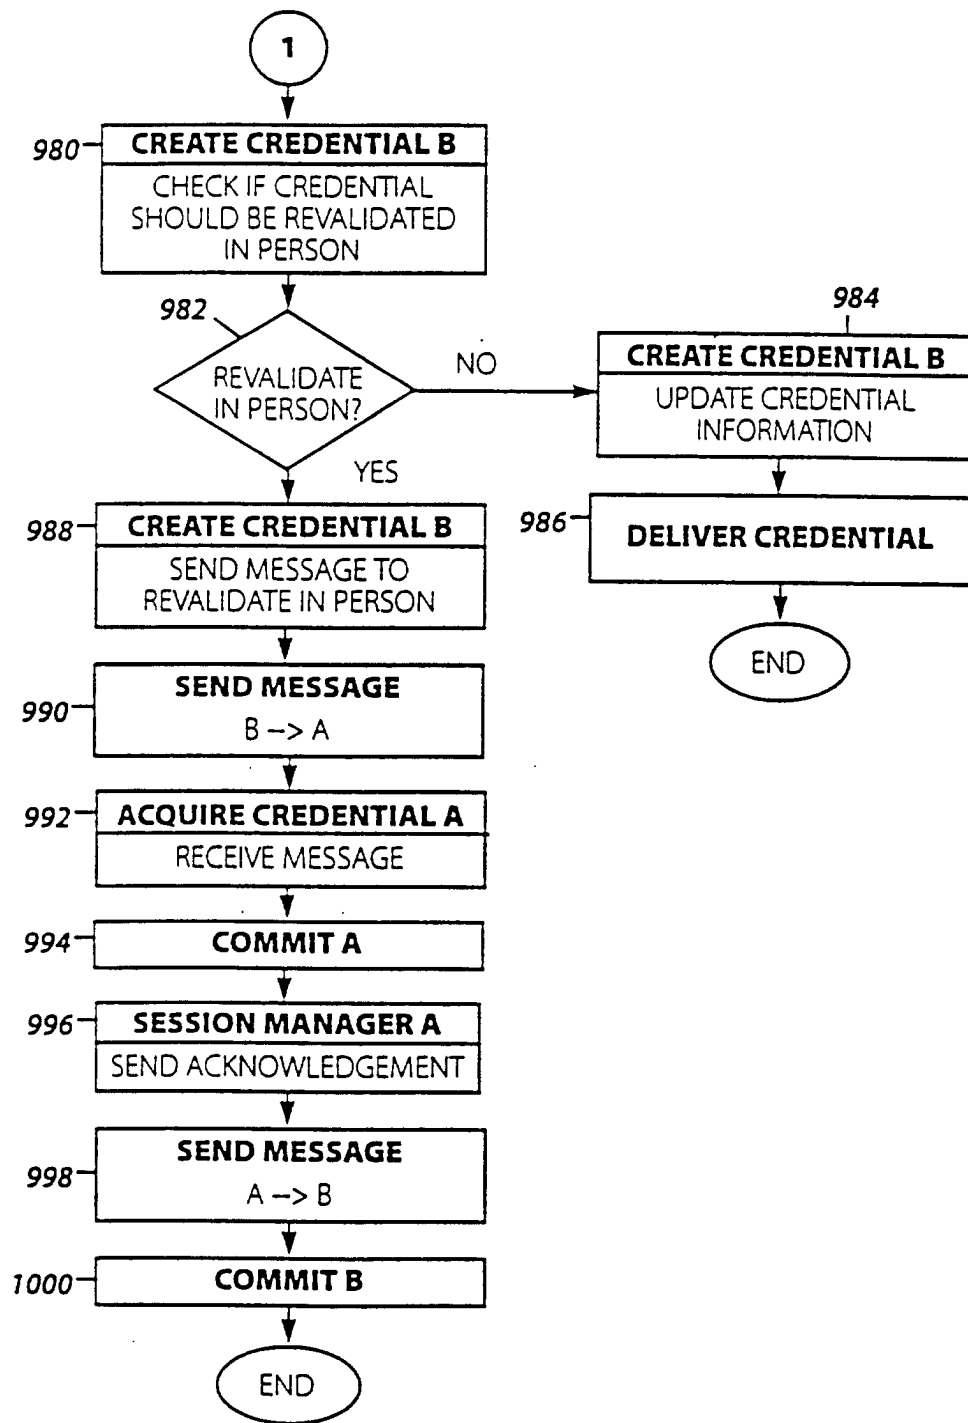 1
980
CREATE CREDENTIAL B
CHECK IF CREDENTIAL
SHOULD BE REVALIDATED
IN PERSON
982
REVALIDATE
IN PERSON?
NO
YES
984
CREATE CREDENTIAL B
UPDATE CREDENTIAL
INFORMATION
986
DELIVER CREDENTIAL
END
988
CREATE CREDENTIAL B
SEND MESSAGE TO
REVALIDATE IN PERSON
990
SEND MESSAGE
B --> A
992
ACQUIRE CREDENTIAL A
RECEIVE MESSAGE
994
COMMIT A
996
SESSION MANAGER A
SEND ACKNOWLEDGEMENT
998
SEND MESSAGE
A --> B
1000
COMMIT B
END